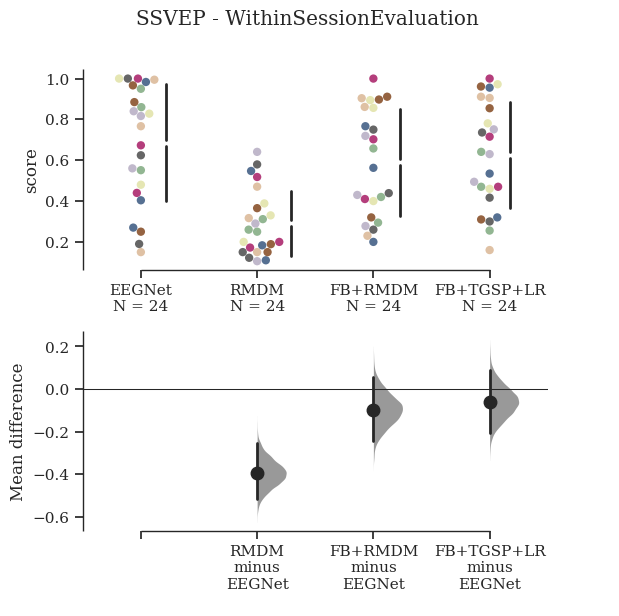 SSVEP - WithinSessionEvaluation
score
1.0
0.8
0.6
0.4
0.2
EEGNet
N = 24
RMDM
N = 24
FB+RMDM
N = 24
FB+TGSP+LR
N = 24
Mean difference
0.2
0.0
−0.2
−0.4
−0.6
RMDM
minus
EEGNet
FB+RMDM
minus
EEGNet
FB+TGSP+LR
minus
EEGNet